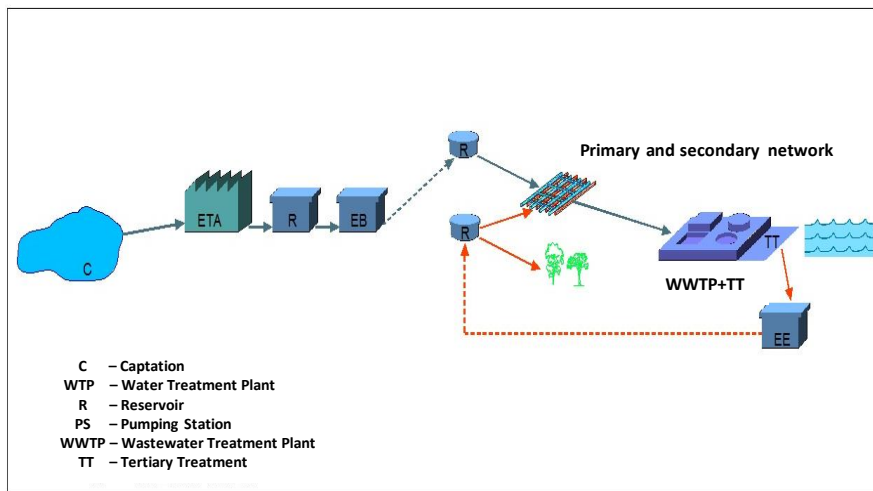 R
Primary and secondary network
ETA
R
EB
R
C
TT
WWTP+TT
EE
C – Captation
WTP – Water Treatment Plant
R – Reservoir
PS – Pumping Station
WWTP – Wastewater Treatment Plant
TT – Tertiary Treatment